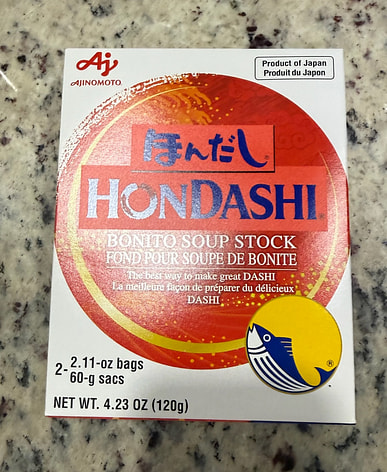 Aj
AJINOMOTO®
Product of Japan
Produit du Japon
ほんだし®
HONDASHI®
BONITO SOUP STOCK
FOND POUR SOUPE DE BONITE
The best way to make great DASHI
La meilleure façon de préparer du délicieux
DASHI
®
2- 2.11-oz bags
60-g sacs
NET WT. 4.23 OZ (120g)